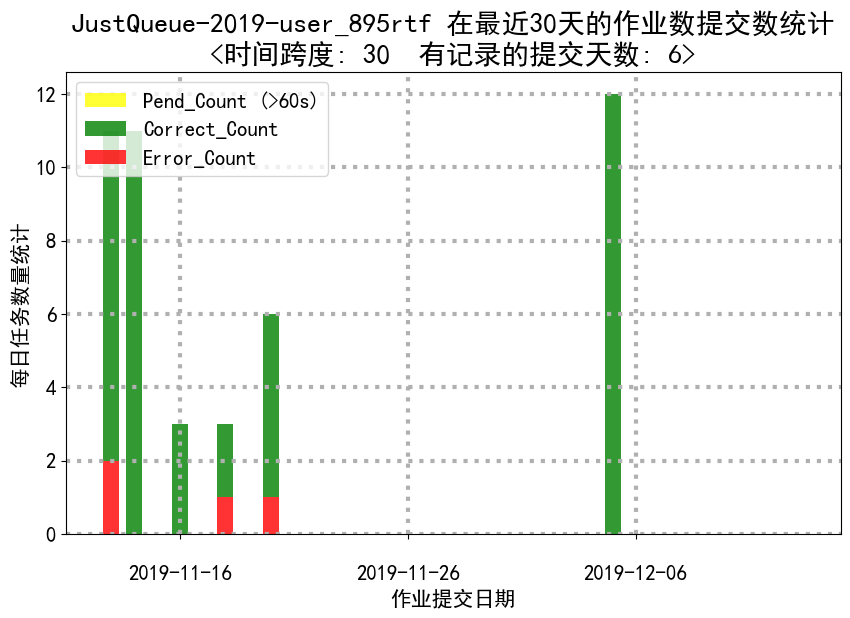 JustQueue-2019-user_895rtf 在最近30天的作业数提交数统计
<时间跨度: 30  有记录的提交天数: 6>
Pend_Count (>60s)
Correct_Count
Error_Count
12
10
8
6
4
2
0
每日任务数量统计
2019-11-16
2019-11-26
2019-12-06
作业提交日期